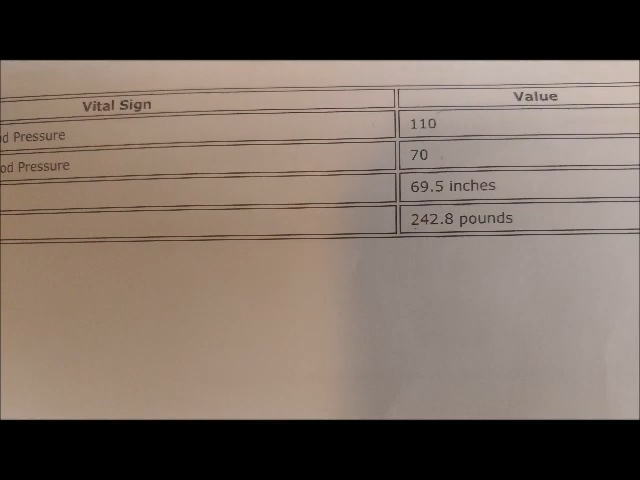 Vital Sign Value
od Pressure 110
od Pressure 70
69.5 inches
242.8 pounds